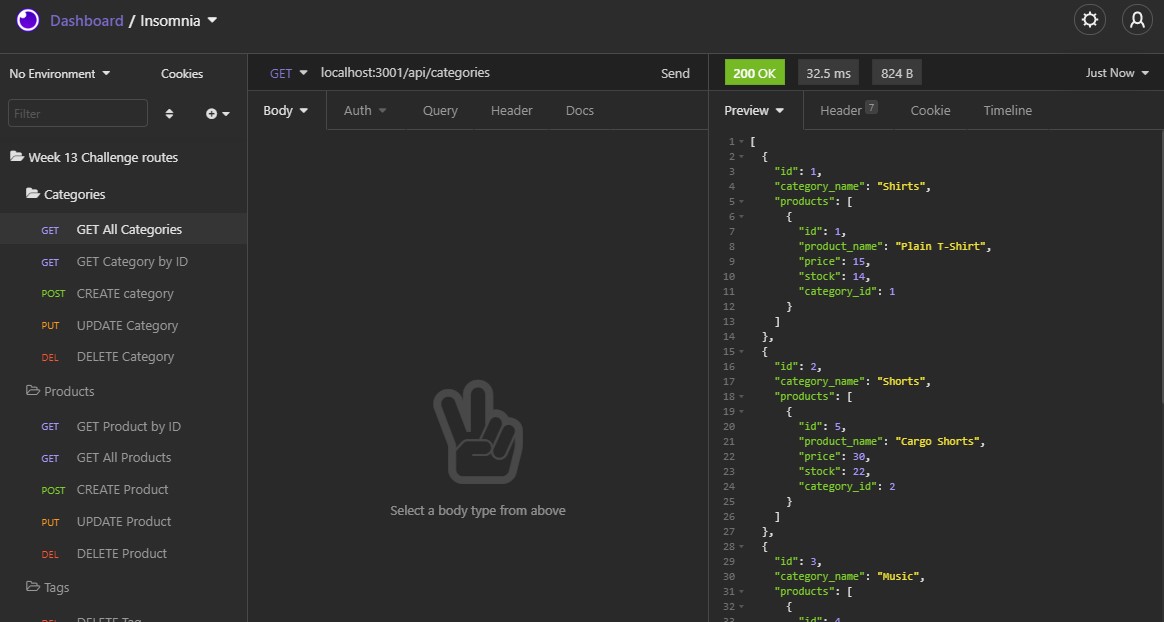 Dashboard / Insomnia
No Environment
Cookies
Filter
Week 13 Challenge routes
Categories
GET GET All Categories
GET GET Category by ID
POST CREATE category
PUT UPDATE Category
DEL DELETE Category
Products
GET GET Product by ID
GET GET All Products
POST CREATE Product
PUT UPDATE Product
DEL DELETE Product
Tags
DEL DELETE Tag
GET localhost:3001/api/categories Send
Body Auth Query Header Docs
Select a body type from above
200 OK 32.5 ms 824 B Just Now
Preview Header 7 Cookie Timeline
1 [
2 {
3 "id": 1,
4 "category_name": "Shirts",
5 "products": [
6 {
7 "id": 1,
8 "product_name": "Plain T-Shirt",
9 "price": 15,
10 "stock": 14,
11 "category_id": 1
12 }
13 ]
14 },
15 {
16 "id": 2,
17 "category_name": "Shorts",
18 "products": [
19 {
20 "id": 5,
21 "product_name": "Cargo Shorts",
22 "price": 30,
23 "stock": 22,
24 "category_id": 2
25 }
26 ]
27 },
28 {
29 "id": 3,
30 "category_name": "Music",
31 "products": [
32 {
33 "id": 4,